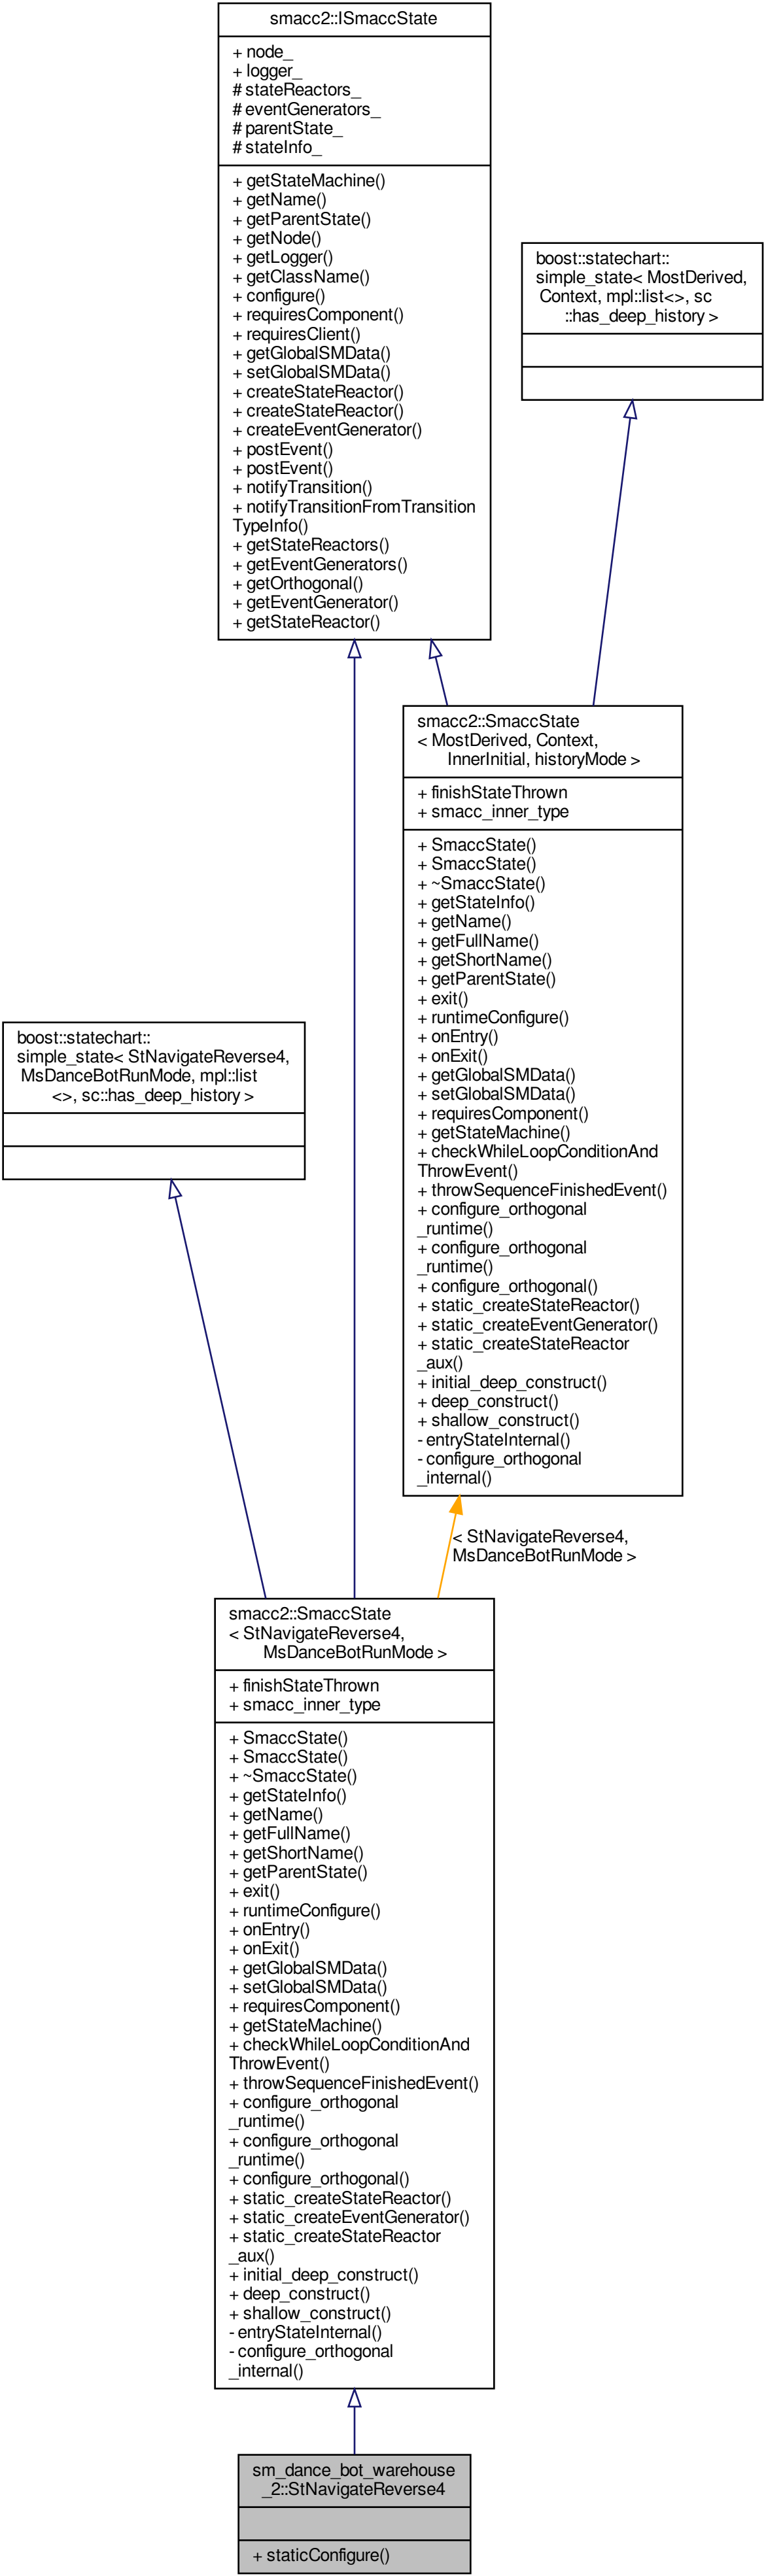 smacc2::ISmaccState
+ node_
+ logger_
# stateReactors_
# eventGenerators_
# parentState_
# stateInfo_
+ getStateMachine()
+ getName()
+ getParentState()
+ getNode()
+ getLogger()
+ getClassName()
+ configure()
+ requiresComponent()
+ requiresClient()
+ getGlobalSMData()
+ setGlobalSMData()
+ createStateReactor()
+ createStateReactor()
+ createEventGenerator()
+ postEvent()
+ postEvent()
+ notifyTransition()
+ notifyTransitionFromTransition
TypeInfo()
+ getStateReactors()
+ getEventGenerators()
+ getOrthogonal()
+ getEventGenerator()
+ getStateReactor()
boost::statechart::
simple_state< MostDerived,
Context, mpl::list<>, sc
::has_deep_history >
smacc2::SmaccState
< MostDerived, Context,
InnerInitial, historyMode >
+ finishStateThrown
+ smacc_inner_type
+ SmaccState()
+ SmaccState()
+ ~SmaccState()
+ getStateInfo()
+ getName()
+ getFullName()
+ getShortName()
+ getParentState()
+ exit()
+ runtimeConfigure()
+ onEntry()
+ onExit()
+ getGlobalSMData()
+ setGlobalSMData()
+ requiresComponent()
+ getStateMachine()
+ checkWhileLoopConditionAnd
ThrowEvent()
+ throwSequenceFinishedEvent()
+ configure_orthogonal
_runtime()
+ configure_orthogonal
_runtime()
+ configure_orthogonal()
+ static_createStateReactor()
+ static_createEventGenerator()
+ static_createStateReactor
_aux()
+ initial_deep_construct()
+ deep_construct()
+ shallow_construct()
- entryStateInternal()
- configure_orthogonal
_internal()
boost::statechart::
simple_state< StNavigateReverse4,
MsDanceBotRunMode, mpl::list
<>, sc::has_deep_history >
< StNavigateReverse4,
MsDanceBotRunMode >
smacc2::SmaccState
< StNavigateReverse4,
MsDanceBotRunMode >
+ finishStateThrown
+ smacc_inner_type
+ SmaccState()
+ SmaccState()
+ ~SmaccState()
+ getStateInfo()
+ getName()
+ getFullName()
+ getShortName()
+ getParentState()
+ exit()
+ runtimeConfigure()
+ onEntry()
+ onExit()
+ getGlobalSMData()
+ setGlobalSMData()
+ requiresComponent()
+ getStateMachine()
+ checkWhileLoopConditionAnd
ThrowEvent()
+ throwSequenceFinishedEvent()
+ configure_orthogonal
_runtime()
+ configure_orthogonal
_runtime()
+ configure_orthogonal()
+ static_createStateReactor()
+ static_createEventGenerator()
+ static_createStateReactor
_aux()
+ initial_deep_construct()
+ deep_construct()
+ shallow_construct()
- entryStateInternal()
- configure_orthogonal
_internal()
sm_dance_bot_warehouse
_2::StNavigateReverse4
+ staticConfigure()